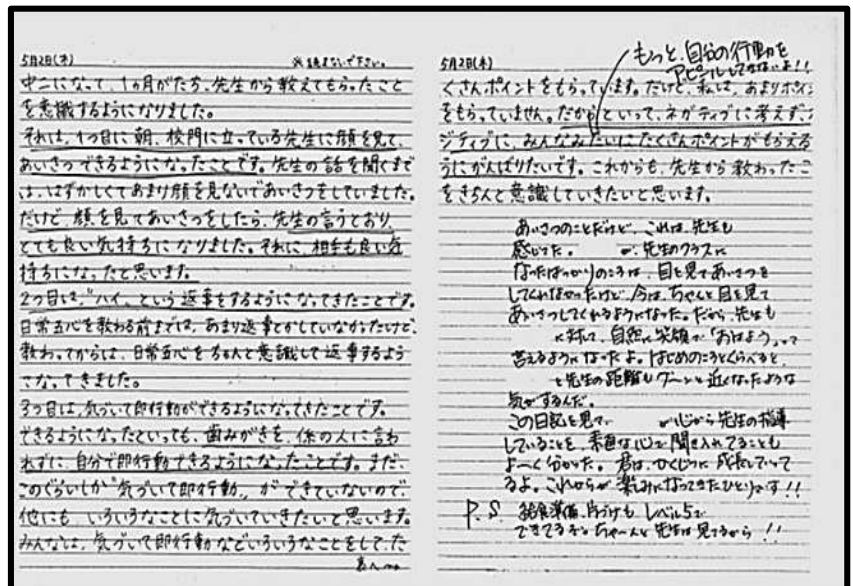 5月2日(木)
※読まないで下さい。
中二になって、1ヵ月がたち、先生から教えてもらったこと
を意識するようになりました。
それは、1つ目に朝、校門に立っている先生に顔を見て、
あいさつできるようになったことです。先生の話を聞くまで
は、はずかしくてあまり顔を見ないであいさつをしていました。
だけど、顔を見てあいさつをしたら、先生の言うとおり、
とても良い気持ちになりました。それに、相手も良い気
持ちになったと思います。
2つ目は、"ハイ"という返事をするようになってきたことです。
日常五心を教わる前までは、あまり返事とかしていなかったけど、
教わってからは、日常五心をちゃんと意識して返事するよう
になってきました。
3つ目は、気づいて即行動ができるようになってきたことです。
できるようになったといっても、歯みがきを、係の人に言わ
れずに、自分で即行動できるようになったことです。まだ、
このぐらいしか"気づいて即行動"ができていないので、
他にも、いろいろなことに気づいていきたいと思います。
みんなは、気づいて即行動などいろいろなことをして、た
5月2日(木)
もっと、自分の行動を
アピールしてきなよ!!
くさんポイントをもらっています。だけど、私は、あまりポイン
をもらっていません。だからといって、ネガティブに考えず、
ジティブに、みんなみたいにたくさんポイントがもらえる
うにがんばりたいです。これからも、先生から教わったこ
をきちんと意識していきたいと思います。
あいさつのことだけど、これは、先生も
感じてた。 が、先生のクラスに
なったばっかりのころは、目を見てあいさつを
してくれなかったけど、今は、ちゃんと目を見て
あいさつしてくれるようになった。だから、先生も
に対して、自然に笑顔で「おはよう」って
言えるようになったよ。はじめのころとくらべると、
と先生の距離もグーンと近くなったような
気がするんだ。
この日記を見て、 が心から先生の指導
していることを、素直な心で聞き入れてることも
よーく分かった。君は、かくじつに成長していって
るよ。これからが楽しみになってきたひとりです!!
P.S. 給食準備、片づけもレベル5で
できてるぞ。ちゃーんと先生は見てるから!!